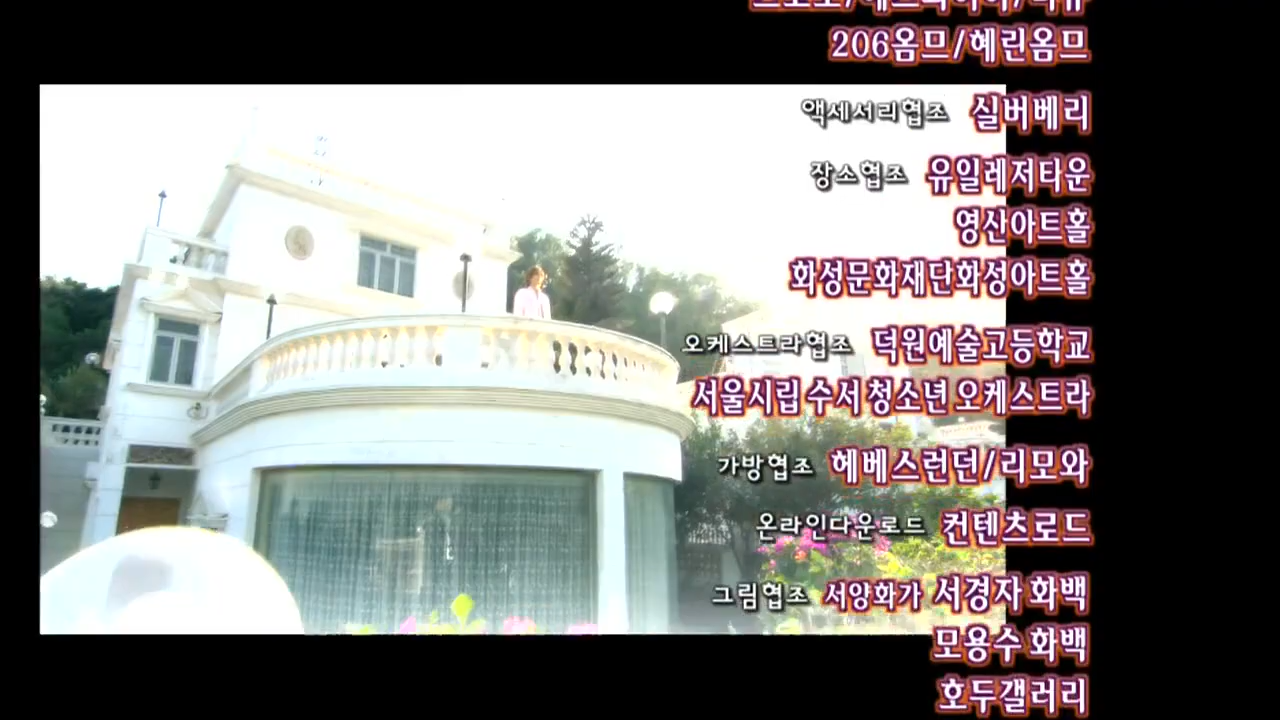 206옴므/혜린옴므
액세서리협조 실버베리
장소협조 유일레저타운
영산아트홀
화성문화재단화성아트홀
오케스트라협조 덕원예술고등학교
서울시립 수서 청소년 오케스트라
가방협조 헤베스런던/리모와
온라인다운로드 컨텐츠로드
그림협조 서양화가 서경자 화백
모용수 화백
호두갤러리